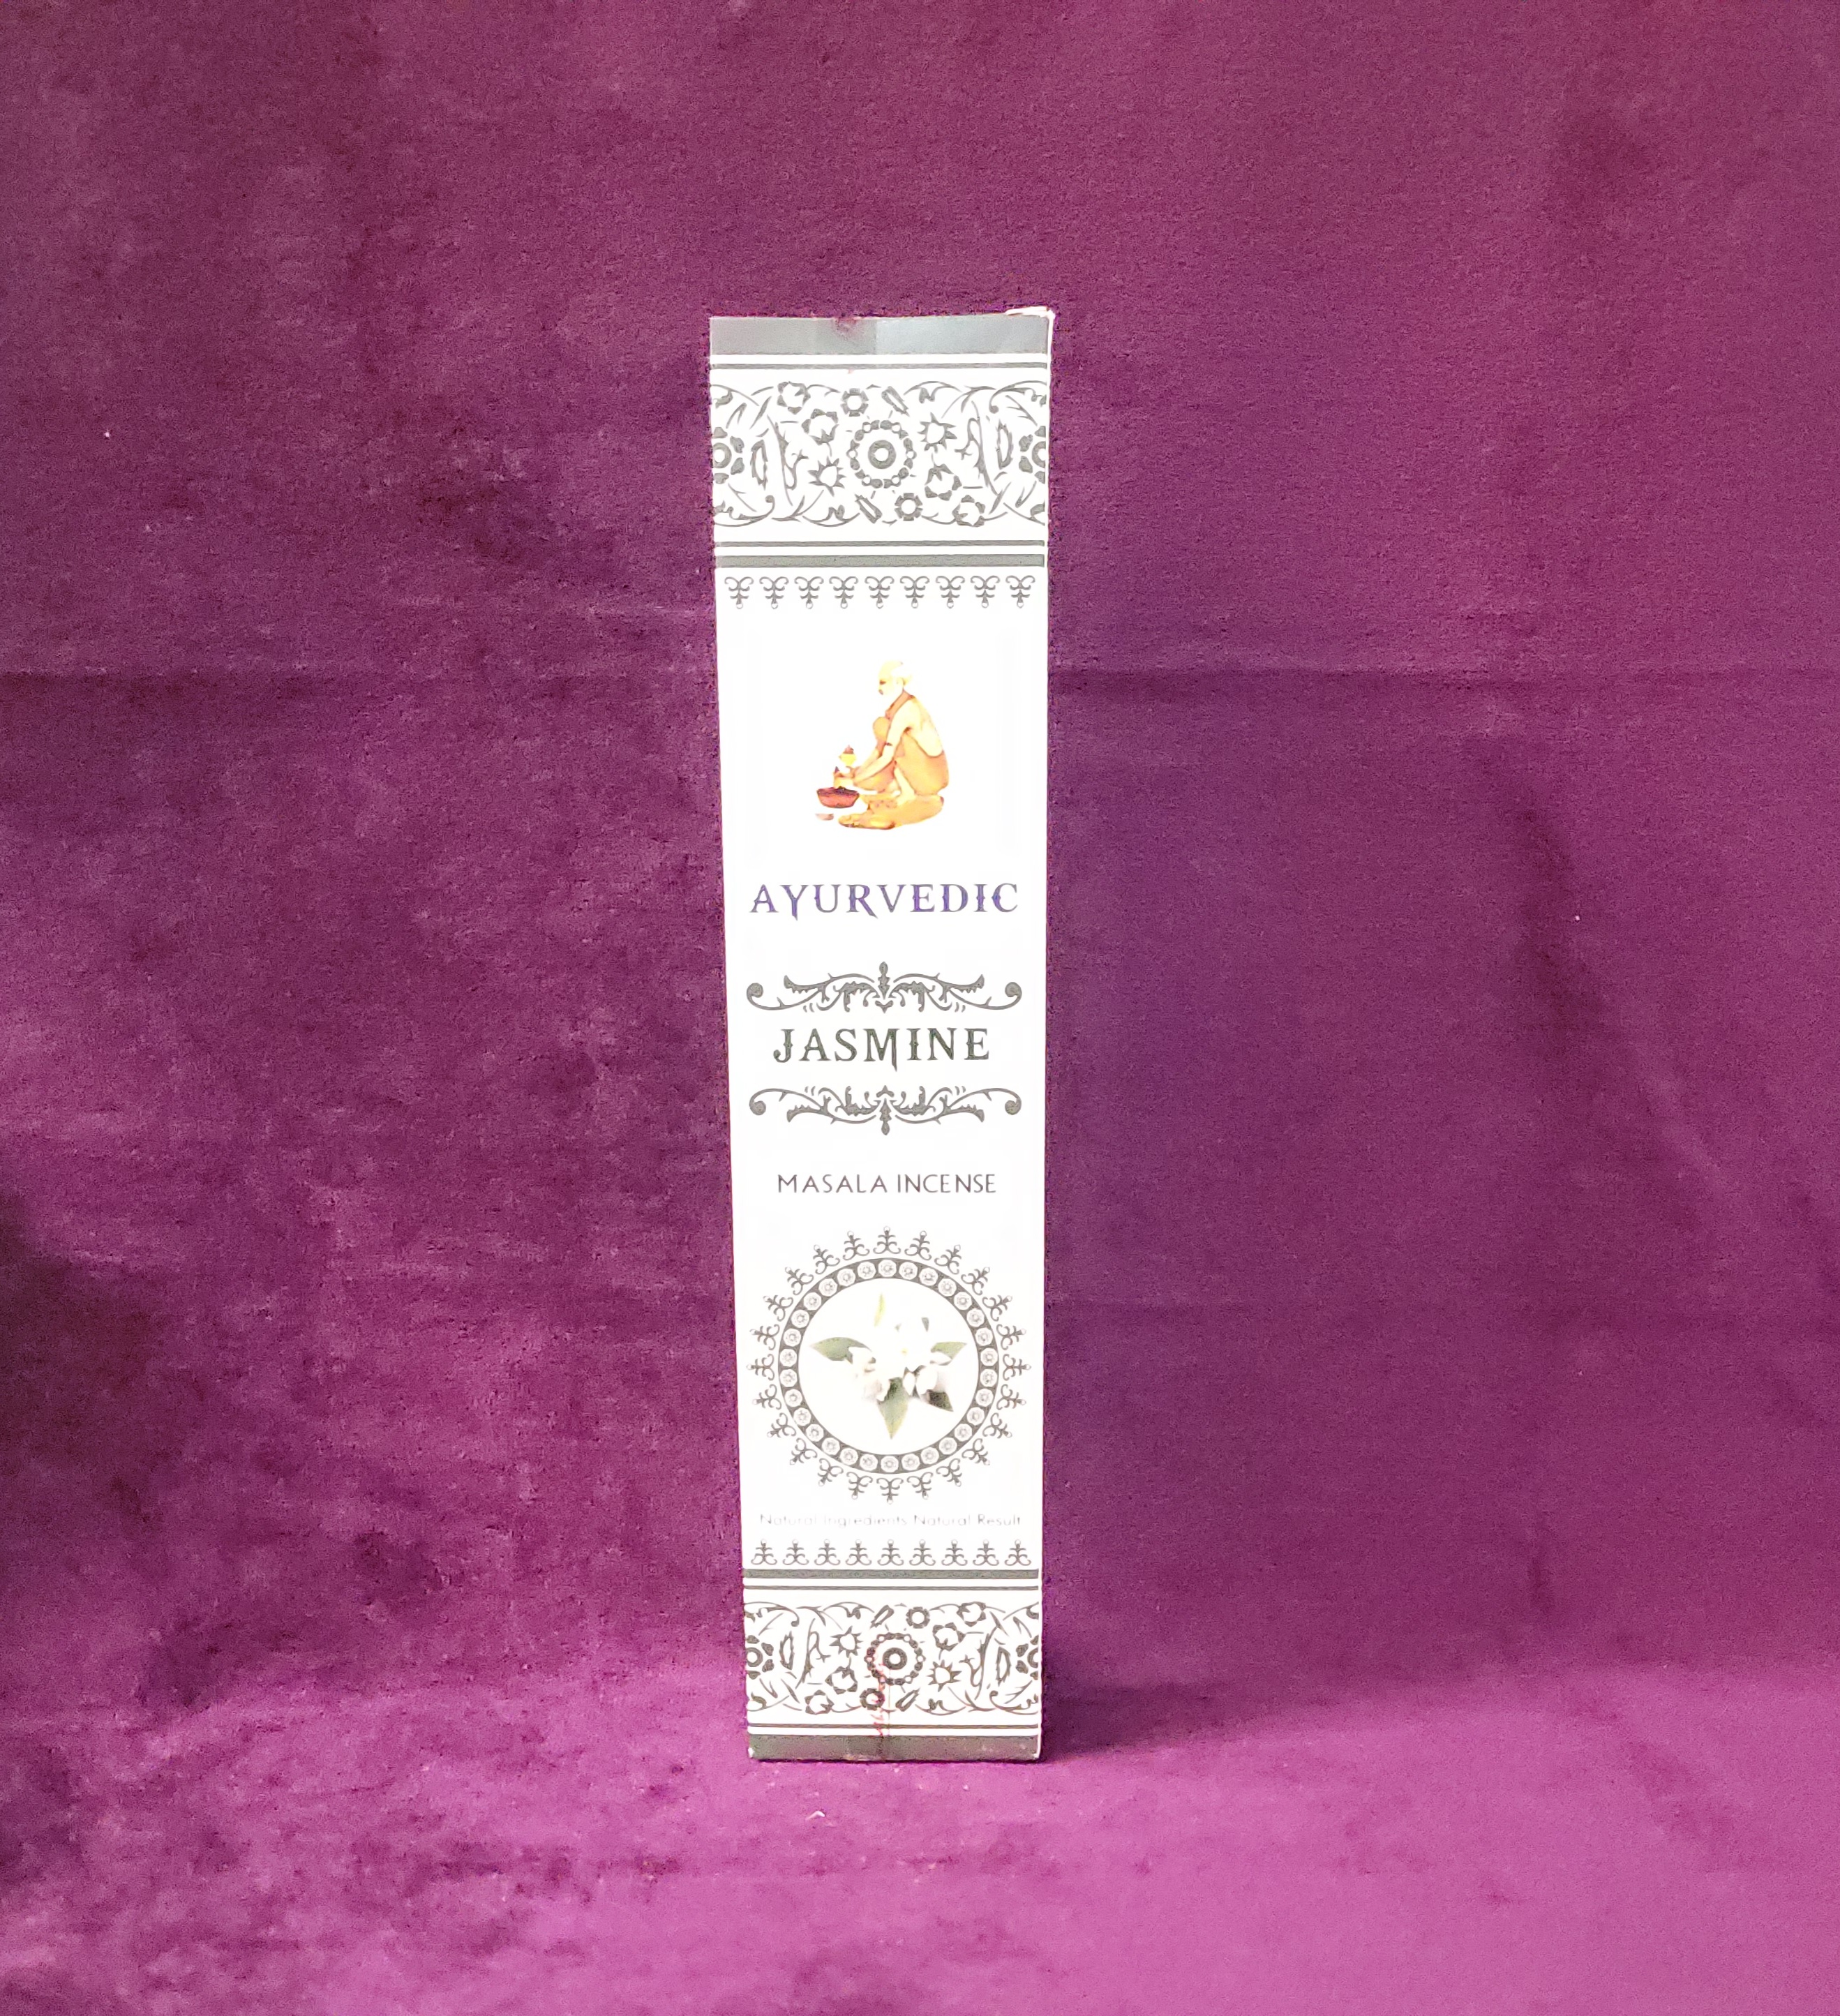 AYURVEDIC
JASMINE
MASALA INCENSE
Natural Ingredients Natural Result